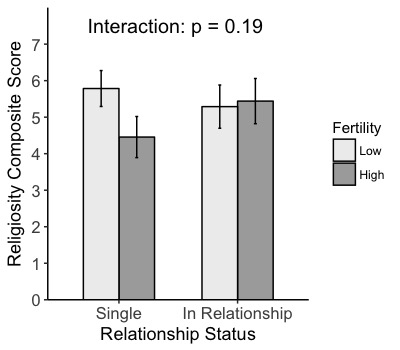 Interaction: p = 0.19
Religiosity Composite Score
7
6
5
4
3
2
1
0
Single
In Relationship
Relationship Status
Fertility
Low
High